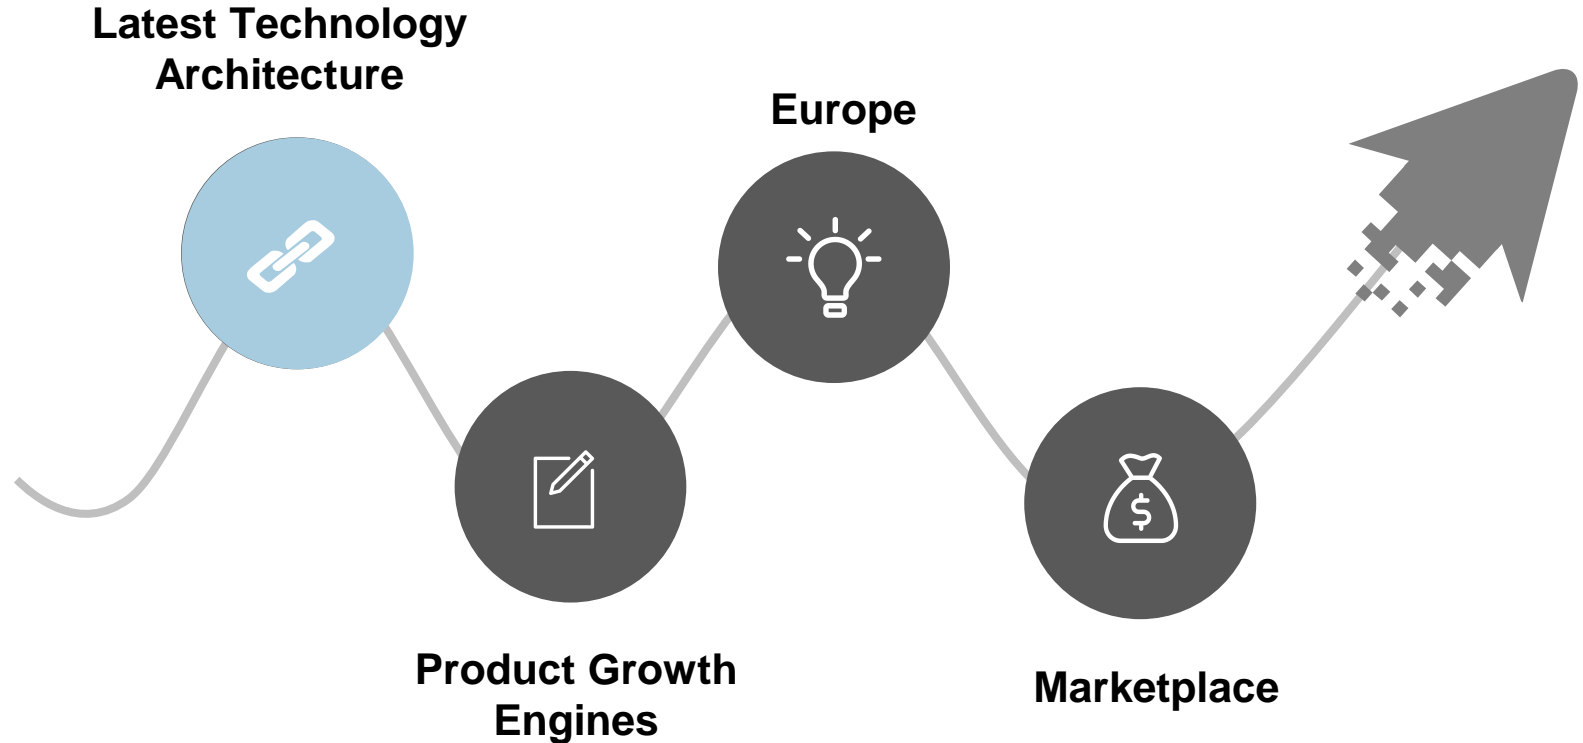 Latest Technology
Architecture
Europe
$
Product Growth
Engines
Marketplace